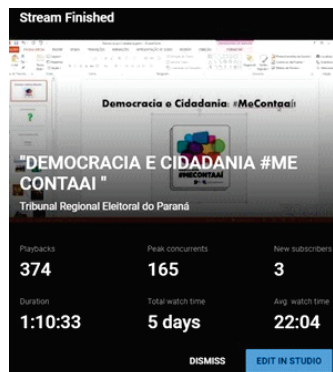 Stream Finished
Democracia e Cidadania: #MeContaaí
#MECONTAAÍ
"DEMOCRACIA E CIDADANIA #ME
CONTAAI "
Tribunal Regional Eleitoral do Paraná
Playbacks Peak concurrents New subscribers
374 165 3
Duration Total watch time Avg. watch time
1:10:33 5 days 22:04
DISMISS EDIT IN STUDIO